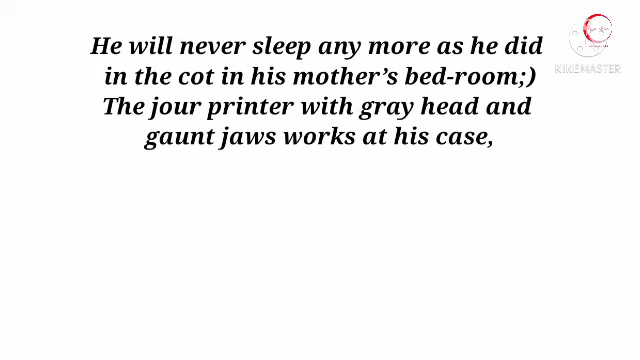 He will never sleep any more as he did
in the cot in his mother’s bed-room;)
The jour printer with gray head and
gaunt jaws works at his case,
KINEMASTER